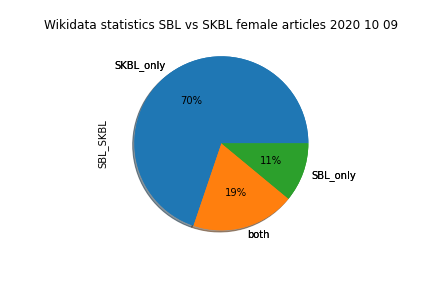 Wikidata statistics SBL vs SKBL female articles 2020 10 09
SKBL_only
70%
SBL_SKBL
11%
SBL_only
19%
both